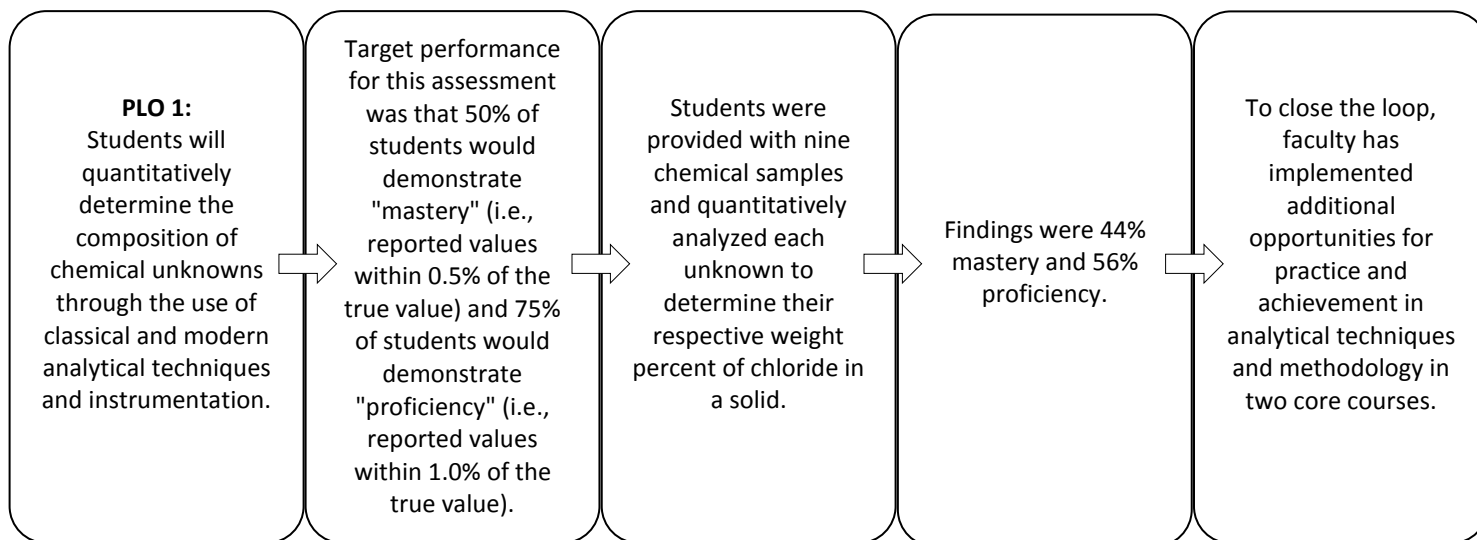 PLO 1:
Students will
quantitatively
determine the
composition of
chemical unknowns
through the use of
classical and modern
analytical techniques
and instrumentation.
Target performance
for this assessment
was that 50% of
students would
demonstrate
"mastery" (i.e.,
reported values
within 0.5% of the
true value) and 75%
of students would
demonstrate
"proficiency" (i.e.,
reported values
within 1.0% of the
true value).
Students were
provided with nine
chemical samples
and quantitatively
analyzed each
unknown to
determine their
respective weight
percent of chloride in
a solid.
Findings were 44%
mastery and 56%
proficiency.
To close the loop,
faculty has
implemented
additional
opportunities for
practice and
achievement in
analytical techniques
and methodology in
two core courses.